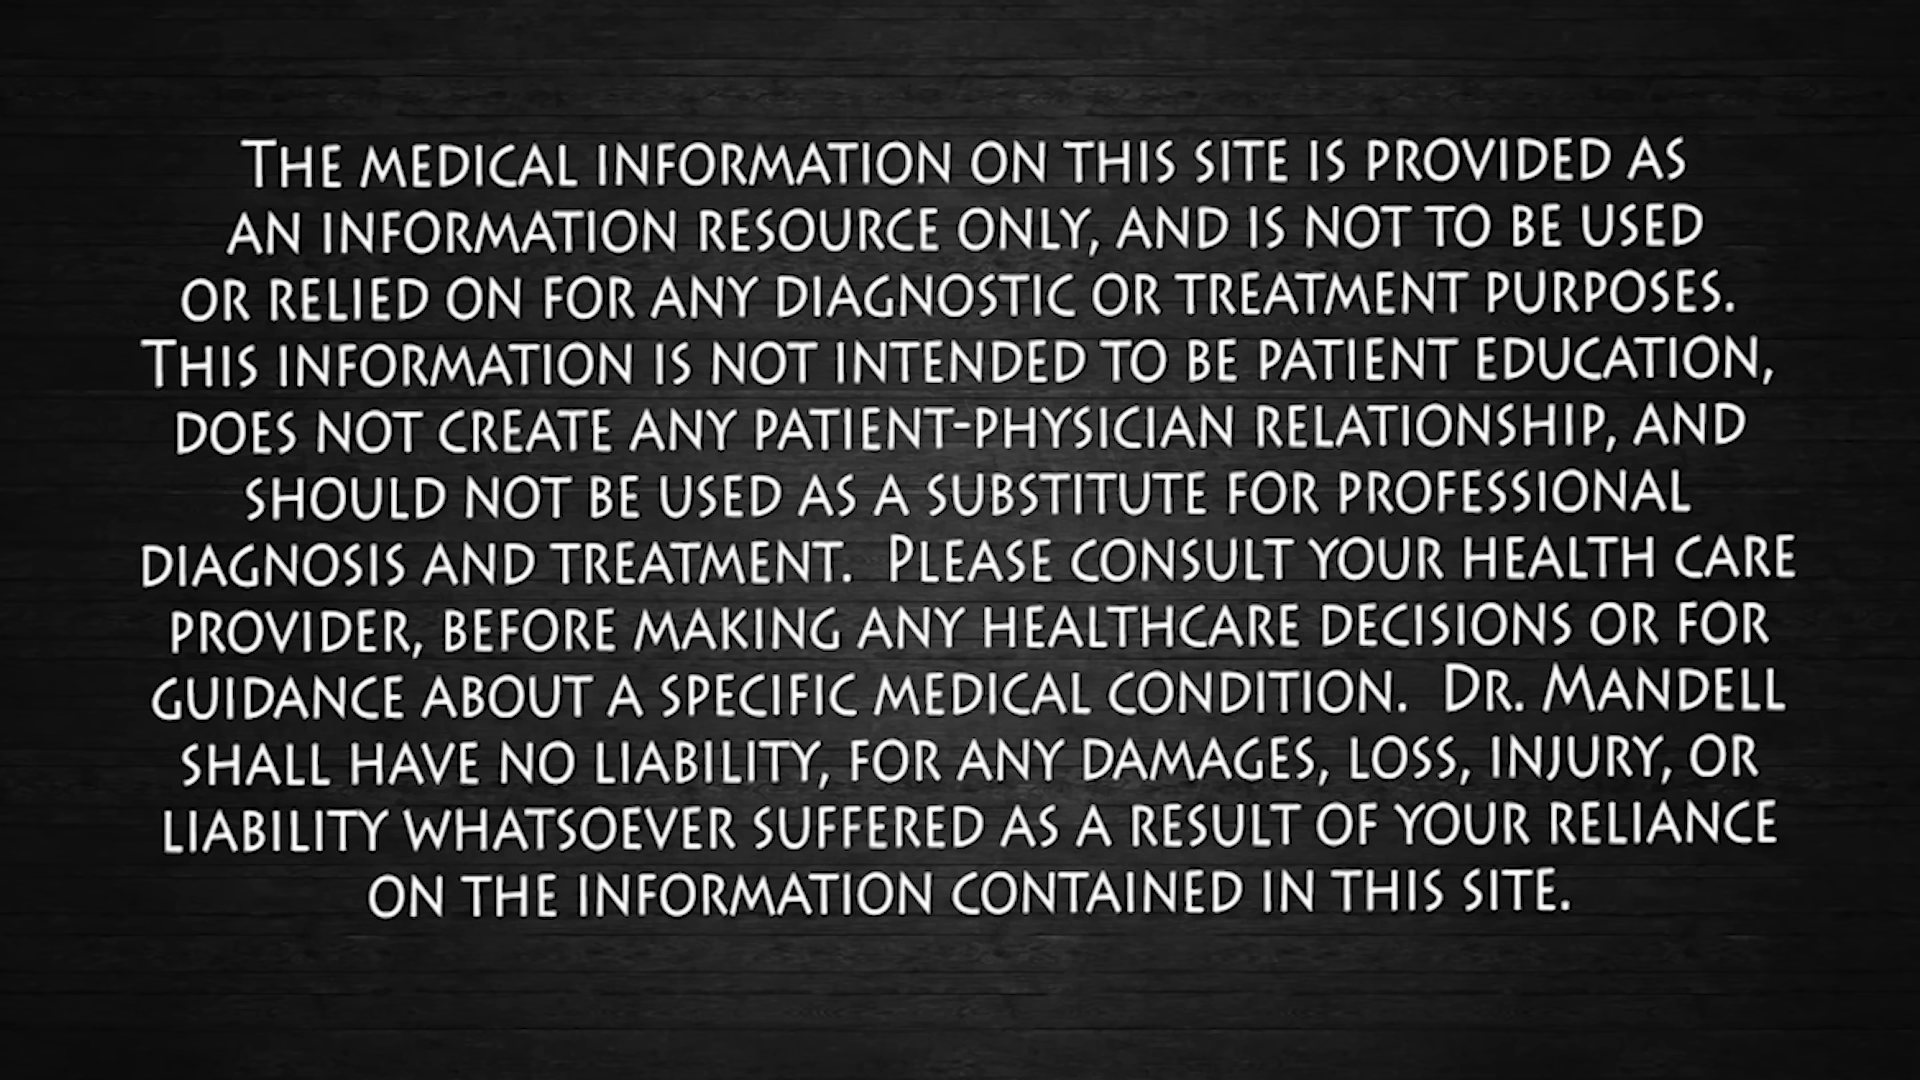 The medical information on this site is provided as
an information resource only, and is not to be used
or relied on for any diagnostic or treatment purposes.
This information is not intended to be patient education,
does not create any patient-physician relationship, and
should not be used as a substitute for professional
diagnosis and treatment.  Please consult your health care
provider, before making any healthcare decisions or for
guidance about a specific medical condition.  Dr. Mandell
shall have no liability, for any damages, loss, injury, or
liability whatsoever suffered as a result of your reliance
on the information contained in this site.